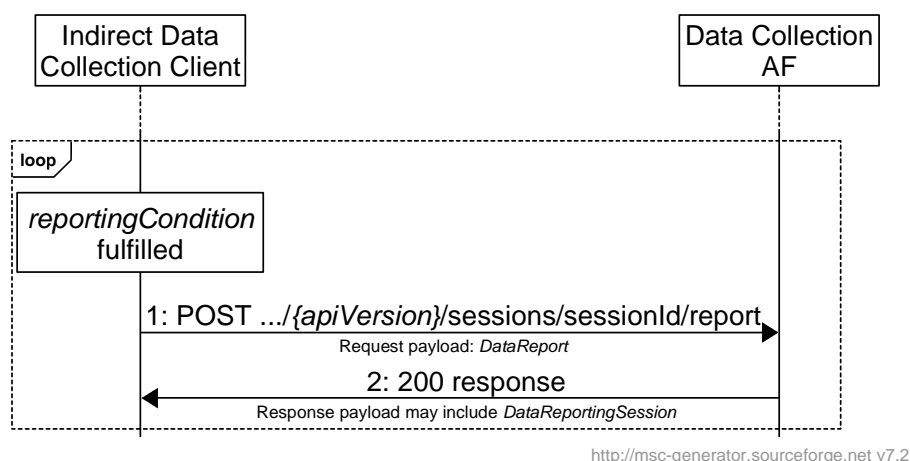 Indirect Data
Collection Client
Data Collection
AF
loop
reportingCondition
fulfilled
1: POST .../{apiVersion}/sessions/sessionId/report
Request payload: DataReport
2: 200 response
Response payload may include DataReportingSession
http://msc-generator.sourceforge.net v7.2